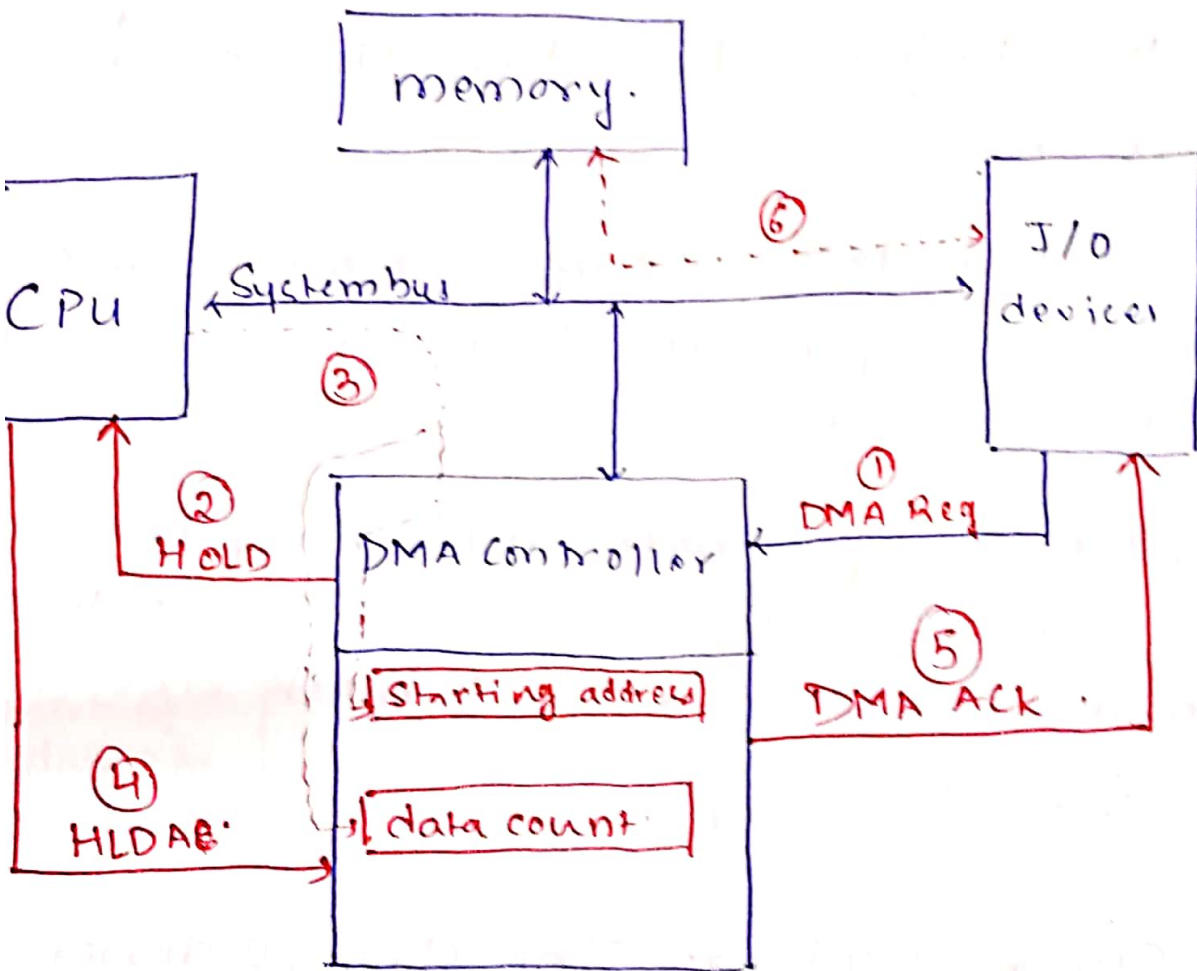 memory.
⑥
I/O
devices
CPU
Systembus
③
②
HOLD
①
DMA Req
DMA Controller
⑤
DMA ACK.
Starting address
④
data count.